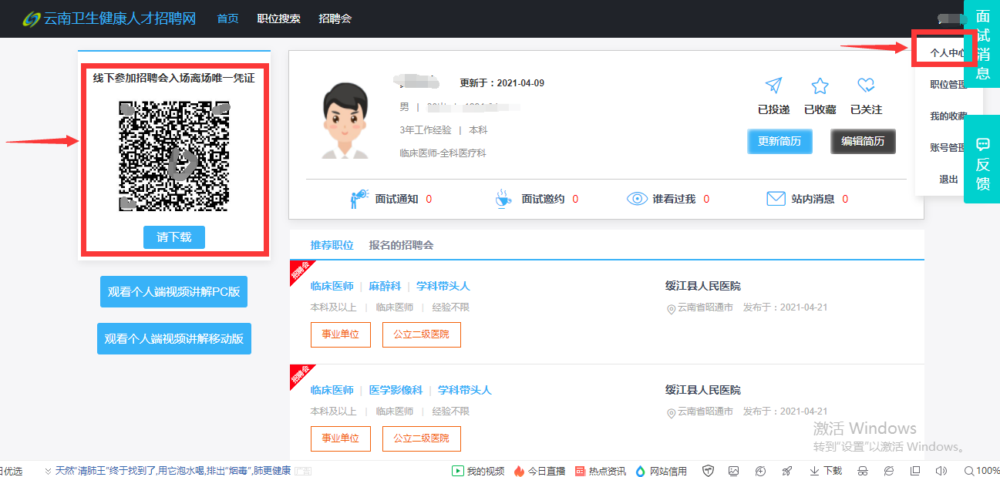 云南卫生健康人才招聘网 首页 职位搜索 招聘会
面试消息
个人中心
职位管理
我的收藏
账号管理
退出
反馈
线下参加招聘会入场离场唯一凭证
请下载
观看个人端视频讲解PC版
观看个人端视频讲解移动版
更新于：2021-04-09
男 |
3年工作经验 | 本科
临床医师-全科医疗科
已投递 已收藏 已关注
更新简历 编辑简历
面试通知 0 面试邀约 0 谁看过我 0 站内消息 0
推荐职位 报名的招聘会
招聘会
临床医师 | 麻醉科 | 学科带头人 绥江县人民医院
本科及以上 | 临床医师 | 经验不限 云南省昭通市 发布于：2021-04-21
事业单位 公立二级医院
招聘会
临床医师 | 医学影像科 | 学科带头人 绥江县人民医院
本科及以上 | 临床医师 | 经验不限 云南省昭通市 发布于：2021-04-21
事业单位 公立二级医院
激活 Windows
转到"设置"以激活 Windows。
日优选 天然"清肺王"终于找到了,用它泡水喝,排出"烟毒",肺更健康 广告 我的视频 今日直播 热点资讯 网站信用 下载 100%